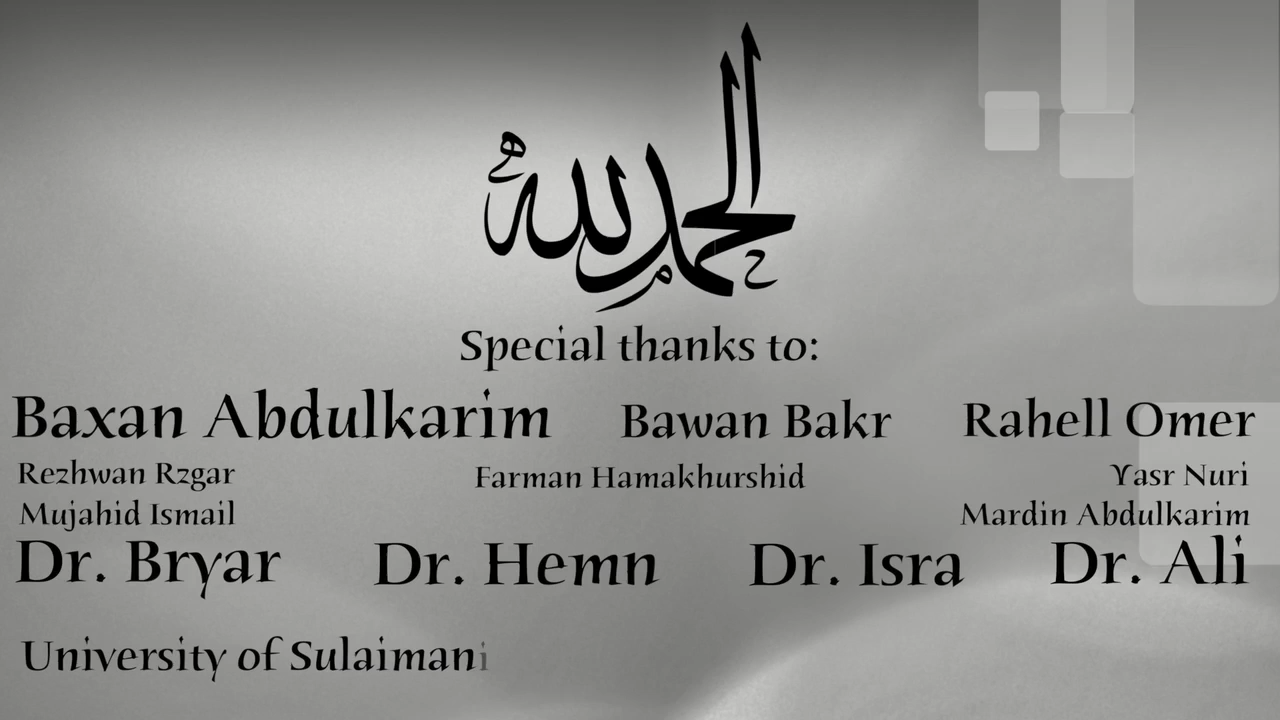 الحمد لله
Special thanks to:
Baxan Abdulkarim Bawan Bakr Rahell Omer
Rezhwan Rzgar Farman Hamakhurshid Yasr Nuri
Mujahid Ismail Mardin Abdulkarim
Dr. Bryar Dr. Hemn Dr. Isra Dr. Ali
University of Sulaimani